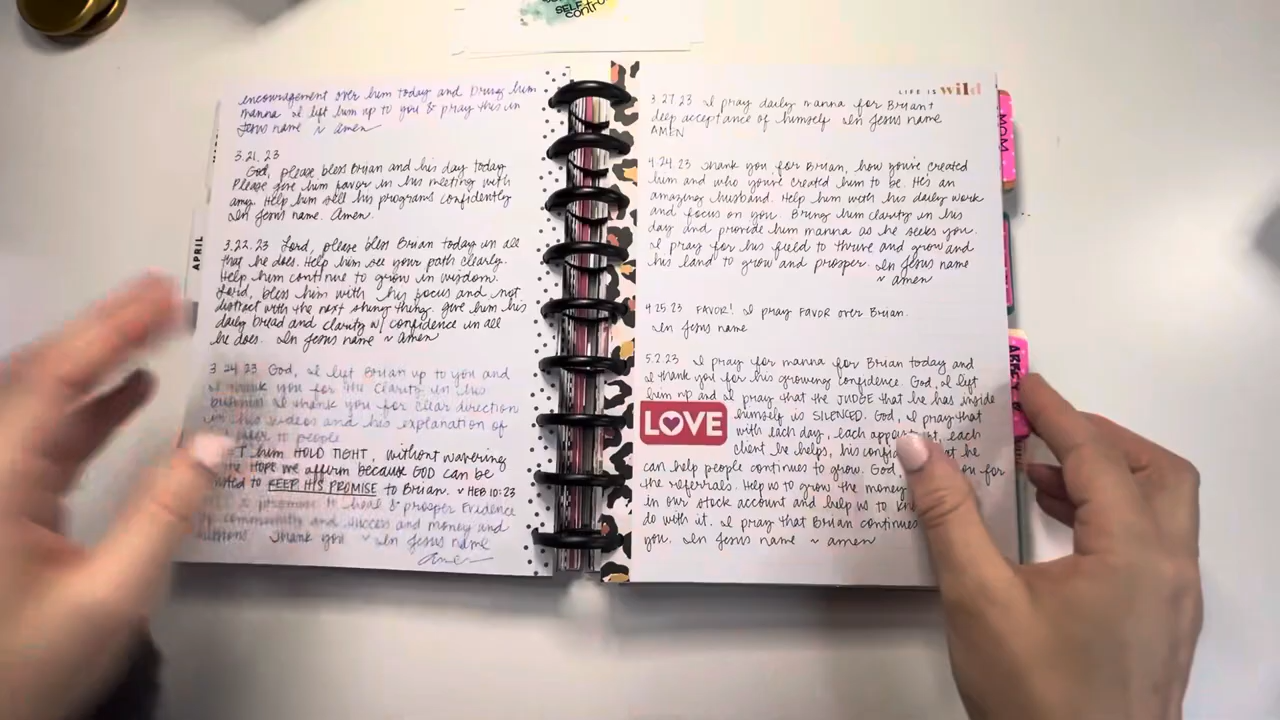 SELF-
contro
encouragement over him today and bring him
manna. I lift him up to you & pray this in
Jesus name ~ amen
3.21.23
God, please bless Brian and his day today.
Please give him favor in his meeting with
amy. Help him sell his programs confidently
In Jesus name. Amen.
3.22.23 Lord, please bless Brian today in all
that he does. Help him see your path clearly.
Help him continue to grow in wisdom.
Lord, bless him with his focus and not
distract with the next shiny thing. give him his
daily bread and clarity w/ confidence in all
he does. In Jesus name ~ Amen
3.24.23 God, I lift Brian up to you and
I thank you for the clarity in his
business. I thank you for clear direction
videos and his explanation of
to people
him HOLD TIGHT, without wavering
the HOPE we affirm because GOD can be
to KEEP HIS PROMISE to Brian. ~ HEB 10:23
heal & prosper
community and success and money and
Thank you ~ In Jesus name
Amen
APRIL
LIFE IS wild
3.27.23 I pray daily manna for Brian +
deep acceptance of himself. In Jesus name
AMEN
4.24.23 Thank you for Brian, how you've created
him and who you've created him to be. He's an
amazing husband. Help him with his daily work
and focus on you. Bring him clarity in his
day and provide him manna as he seeks you.
I pray for his field to thrive and grow and
his land to grow and prosper. In Jesus name
~ amen
4.25.23 FAVOR! I pray FAVOR over Brian.
In Jesus name
5.2.23 I pray for manna for Brian today and
I thank you for his growing confidence. God, I lift
him up and I pray that the JUDGE that he has inside
himself is SILENCED. God, I pray that
with each day, each each
client he helps, his he
can help people continues to grow. God for
the referrals. Help us to grow the money
in our stock account and help us to
do with it. I pray that Brian continues
you. In Jesus name ~ amen
LOVE
MOM